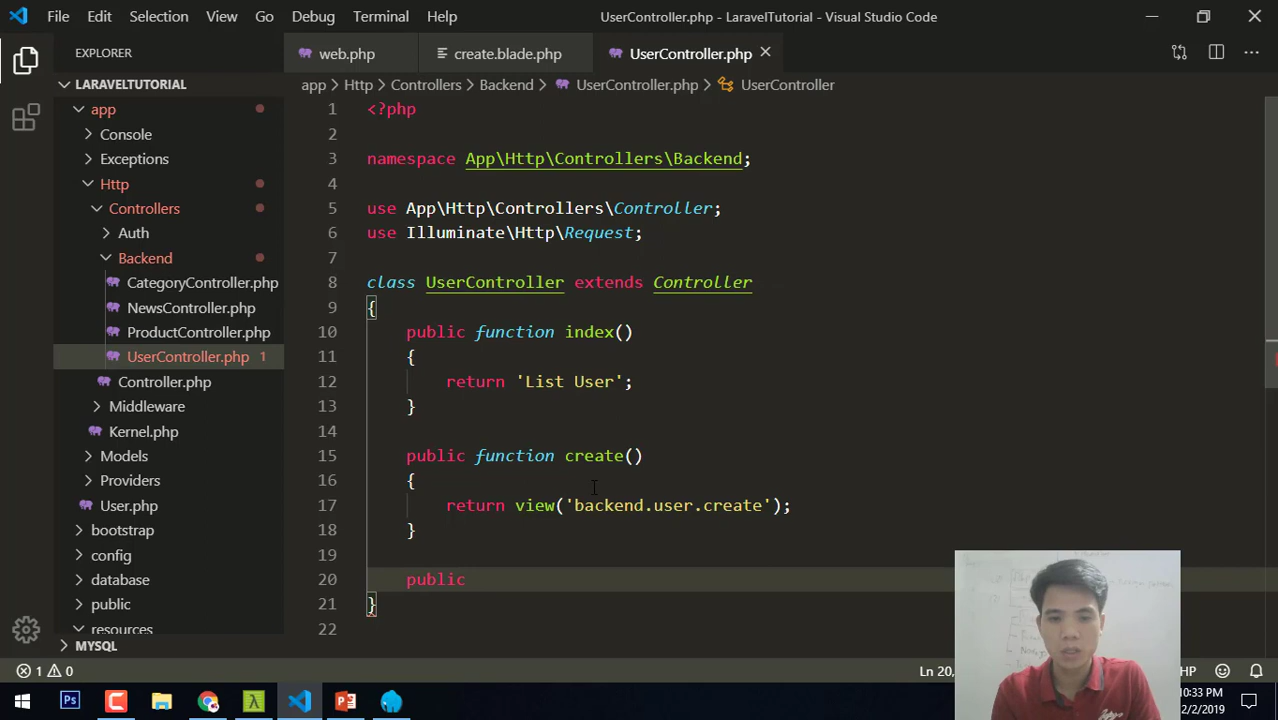 File Edit Selection View Go Debug Terminal Help UserController.php - LaravelTutorial - Visual Studio Code
EXPLORER
web.php create.blade.php UserController.php
LARAVELTUTORIAL
app
Console
Exceptions
Http
Controllers
Auth
Backend
CategoryController.php
NewsController.php
ProductController.php
UserController.php 1
Controller.php
Middleware
Kernel.php
Models
Providers
User.php
bootstrap
config
database
public
resources
MYSQL
app Http Controllers Backend UserController.php UserController
1 <?php
2
3 namespace App\Http\Controllers\Backend;
4
5 use App\Http\Controllers\Controller;
6 use Illuminate\Http\Request;
7
8 class UserController extends Controller
9 {
10 public function index()
11 {
12 return 'List User';
13 }
14
15 public function create()
16 {
17 return view('backend.user.create');
18 }
19
20 public
21 }
22
1 0 Ln 20, HP
10:33 PM
2/2/2019